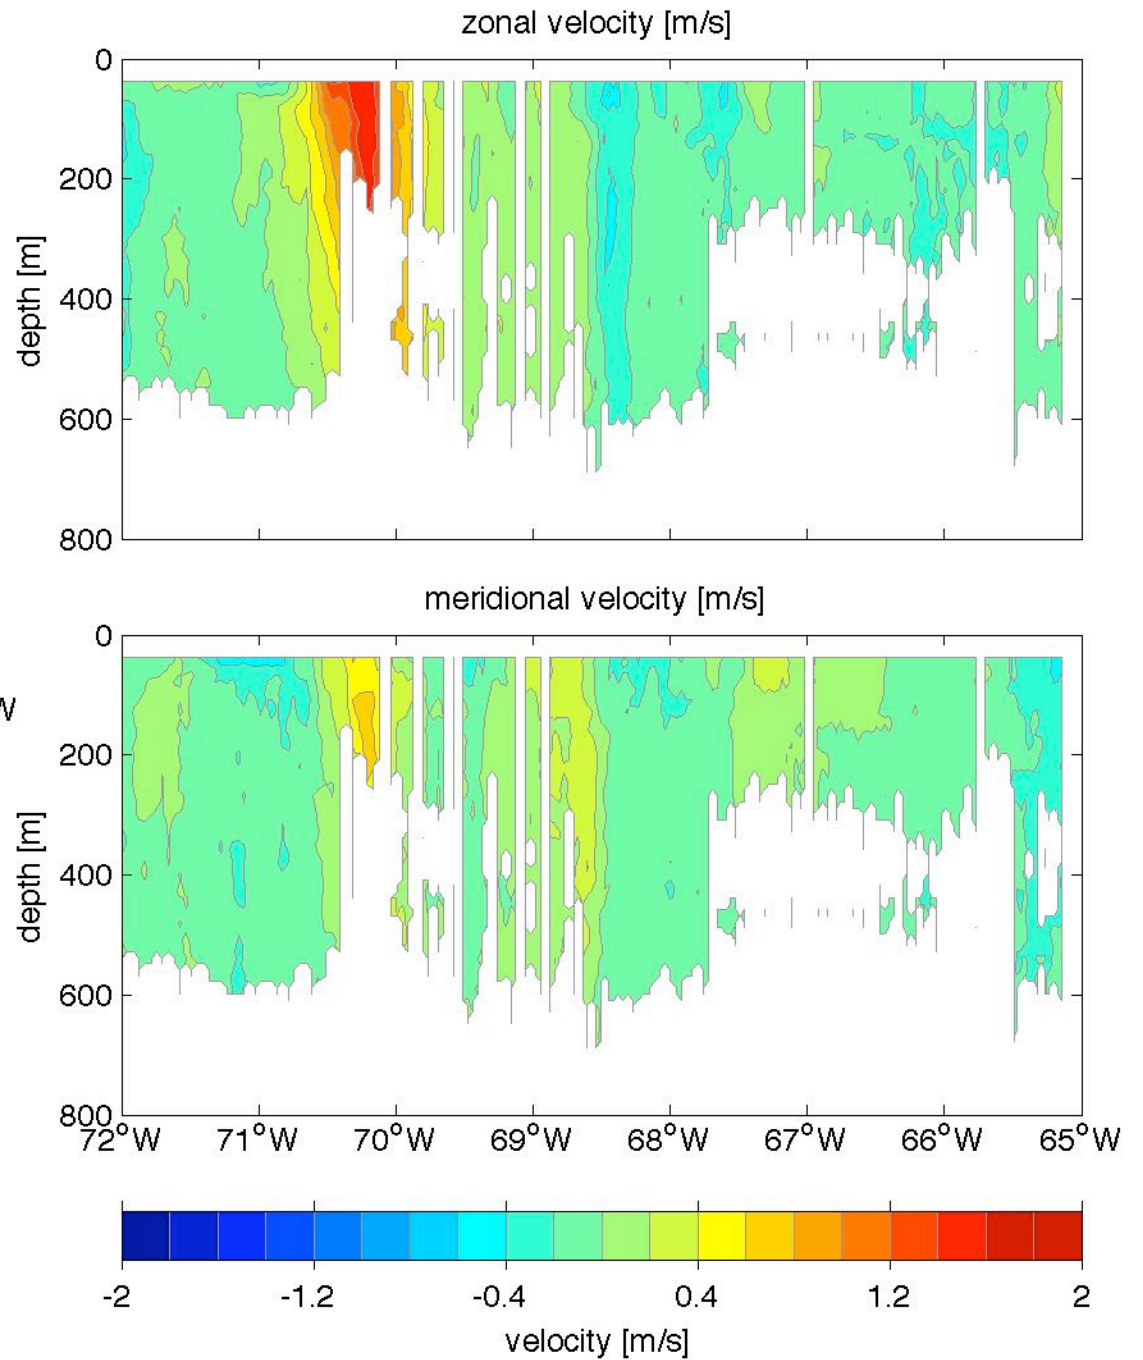 zonal velocity [m/s]
0
200
400
600
800
depth [m]
meridional velocity [m/s]
0
W
200
400
600
800
depth [m]
72°W 71°W 70°W 69°W 68°W 67°W 66°W 65°W
-2 -1.2 -0.4 0.4 1.2 2
velocity [m/s]